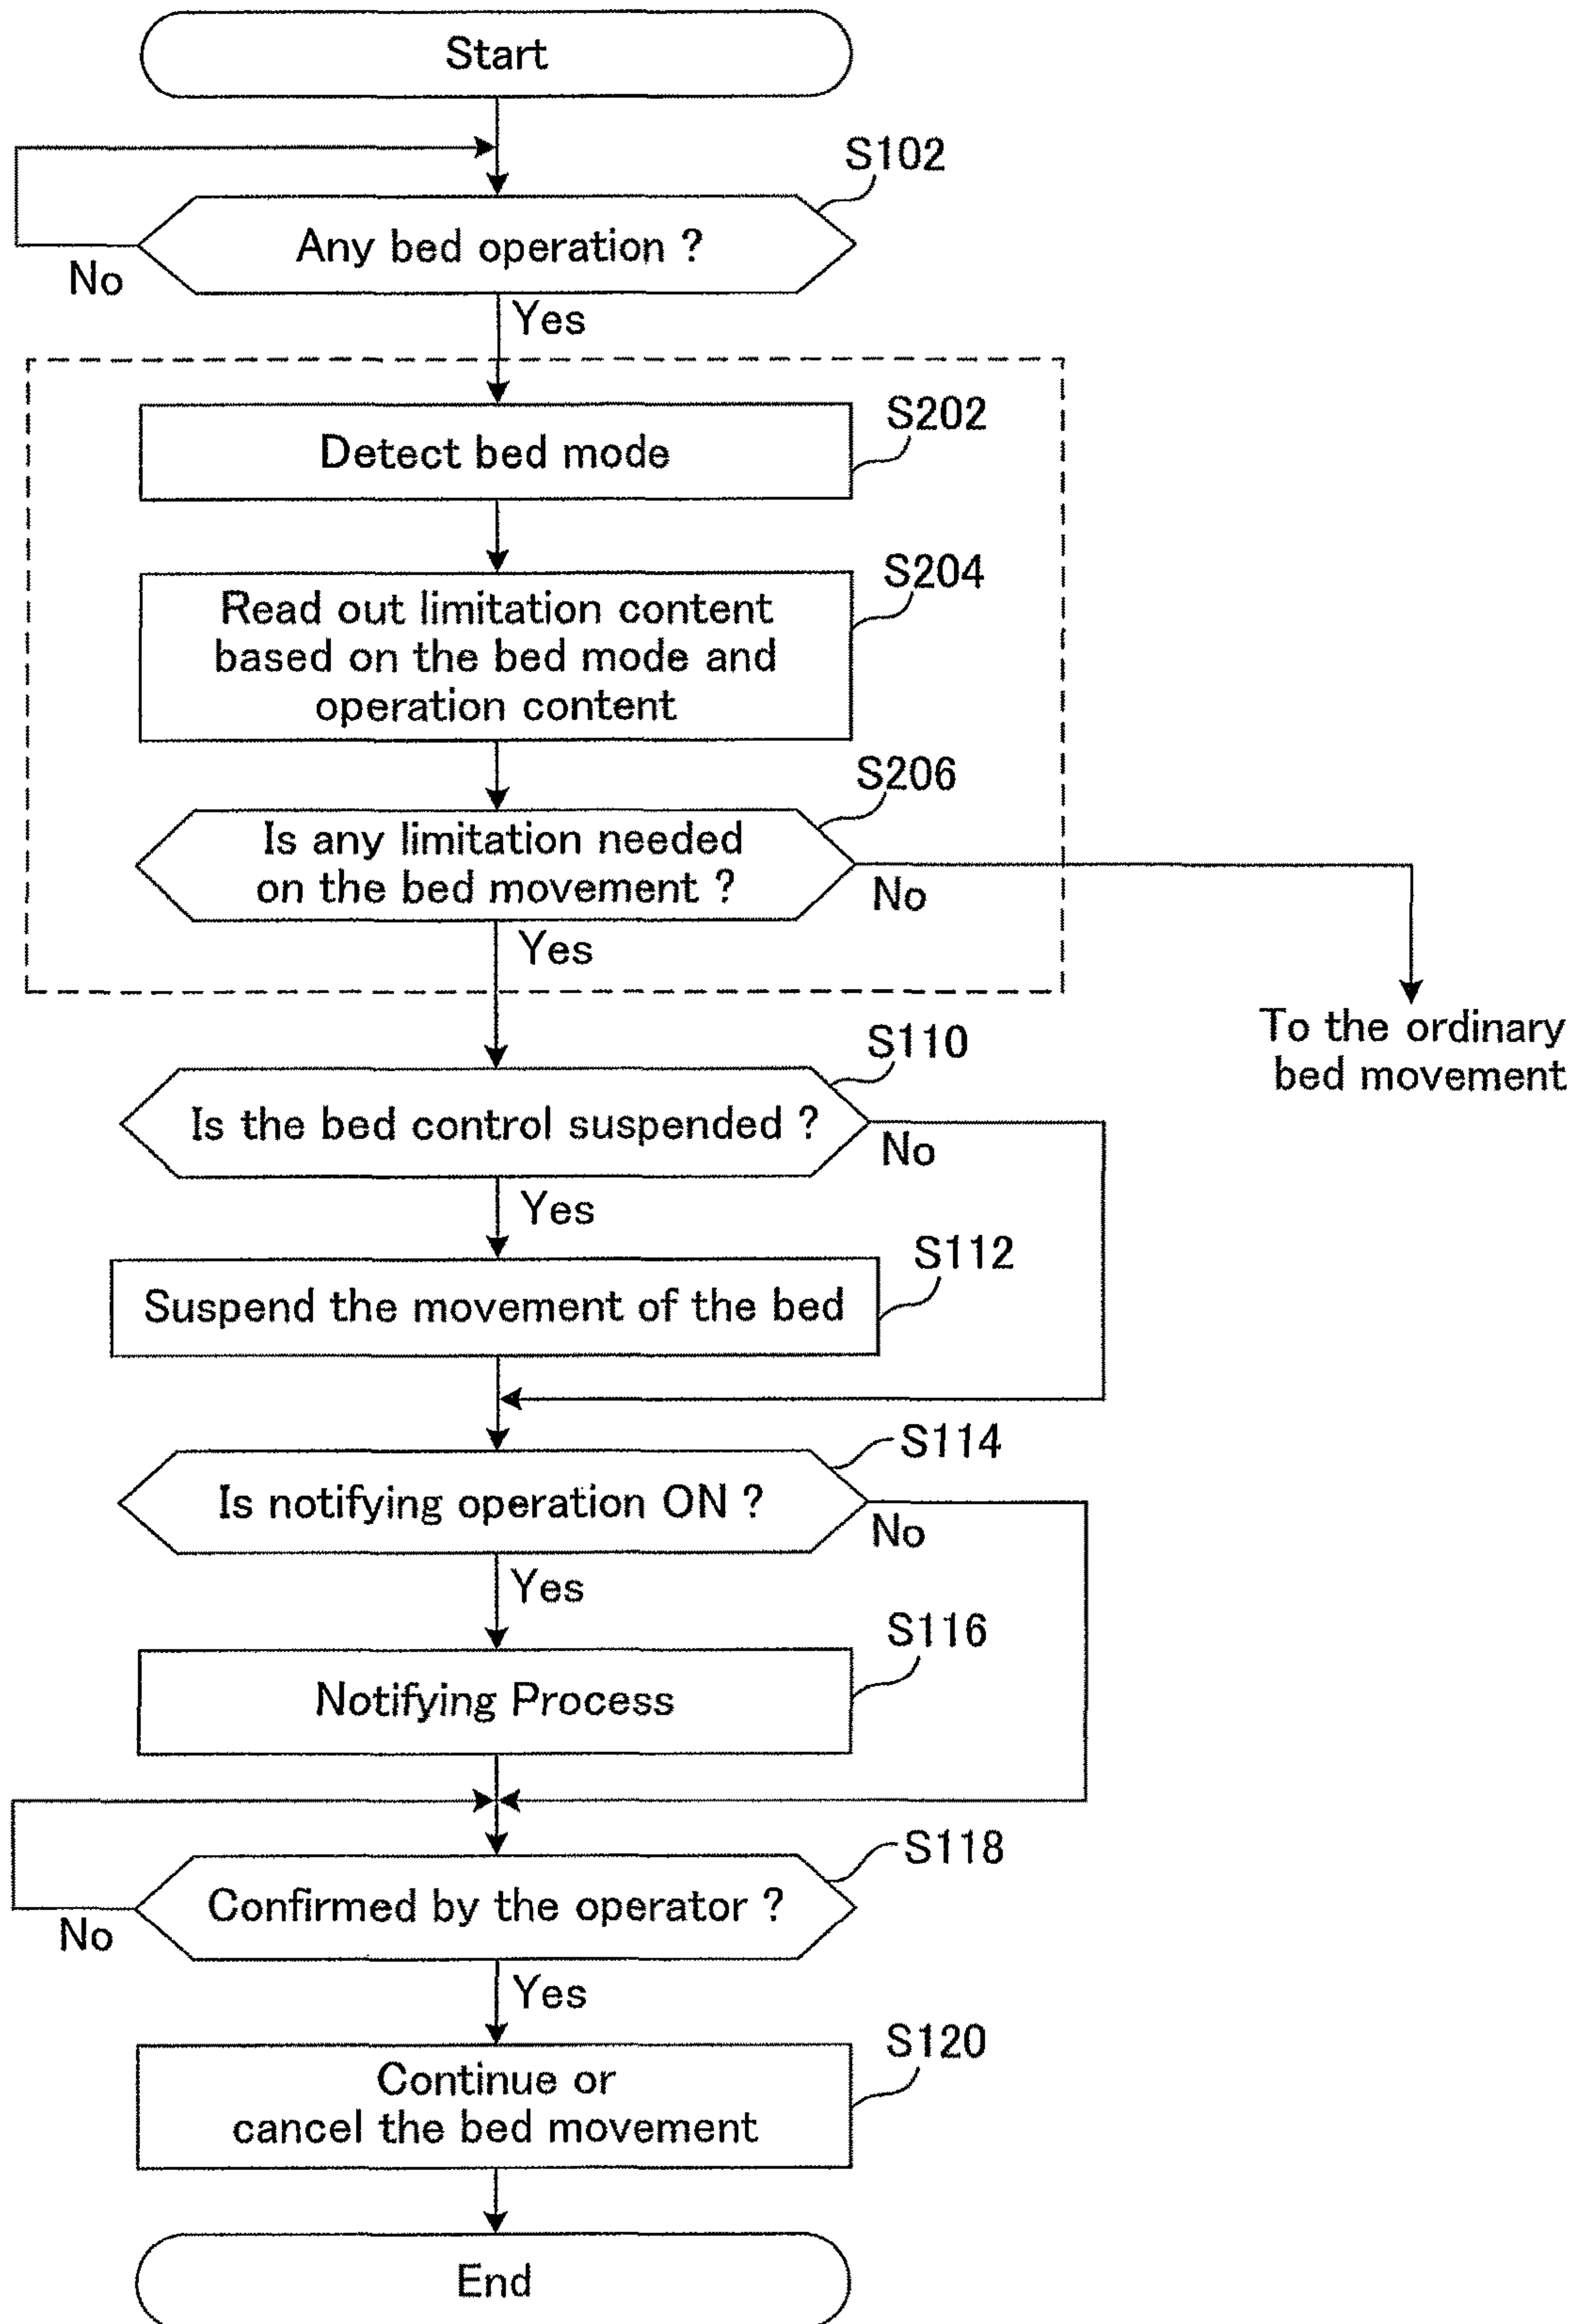 Start
S102
Any bed operation ?
No
Yes
S202
Detect bed mode
S204
Read out limitation content
based on the bed mode and
operation content
S206
Is any limitation needed
on the bed movement ?
No
Yes
To the ordinary
bed movement
S110
Is the bed control suspended ?
No
Yes
S112
Suspend the movement of the bed
S114
Is notifying operation ON ?
No
Yes
S116
Notifying Process
S118
Confirmed by the operator ?
No
Yes
S120
Continue or
cancel the bed movement
End